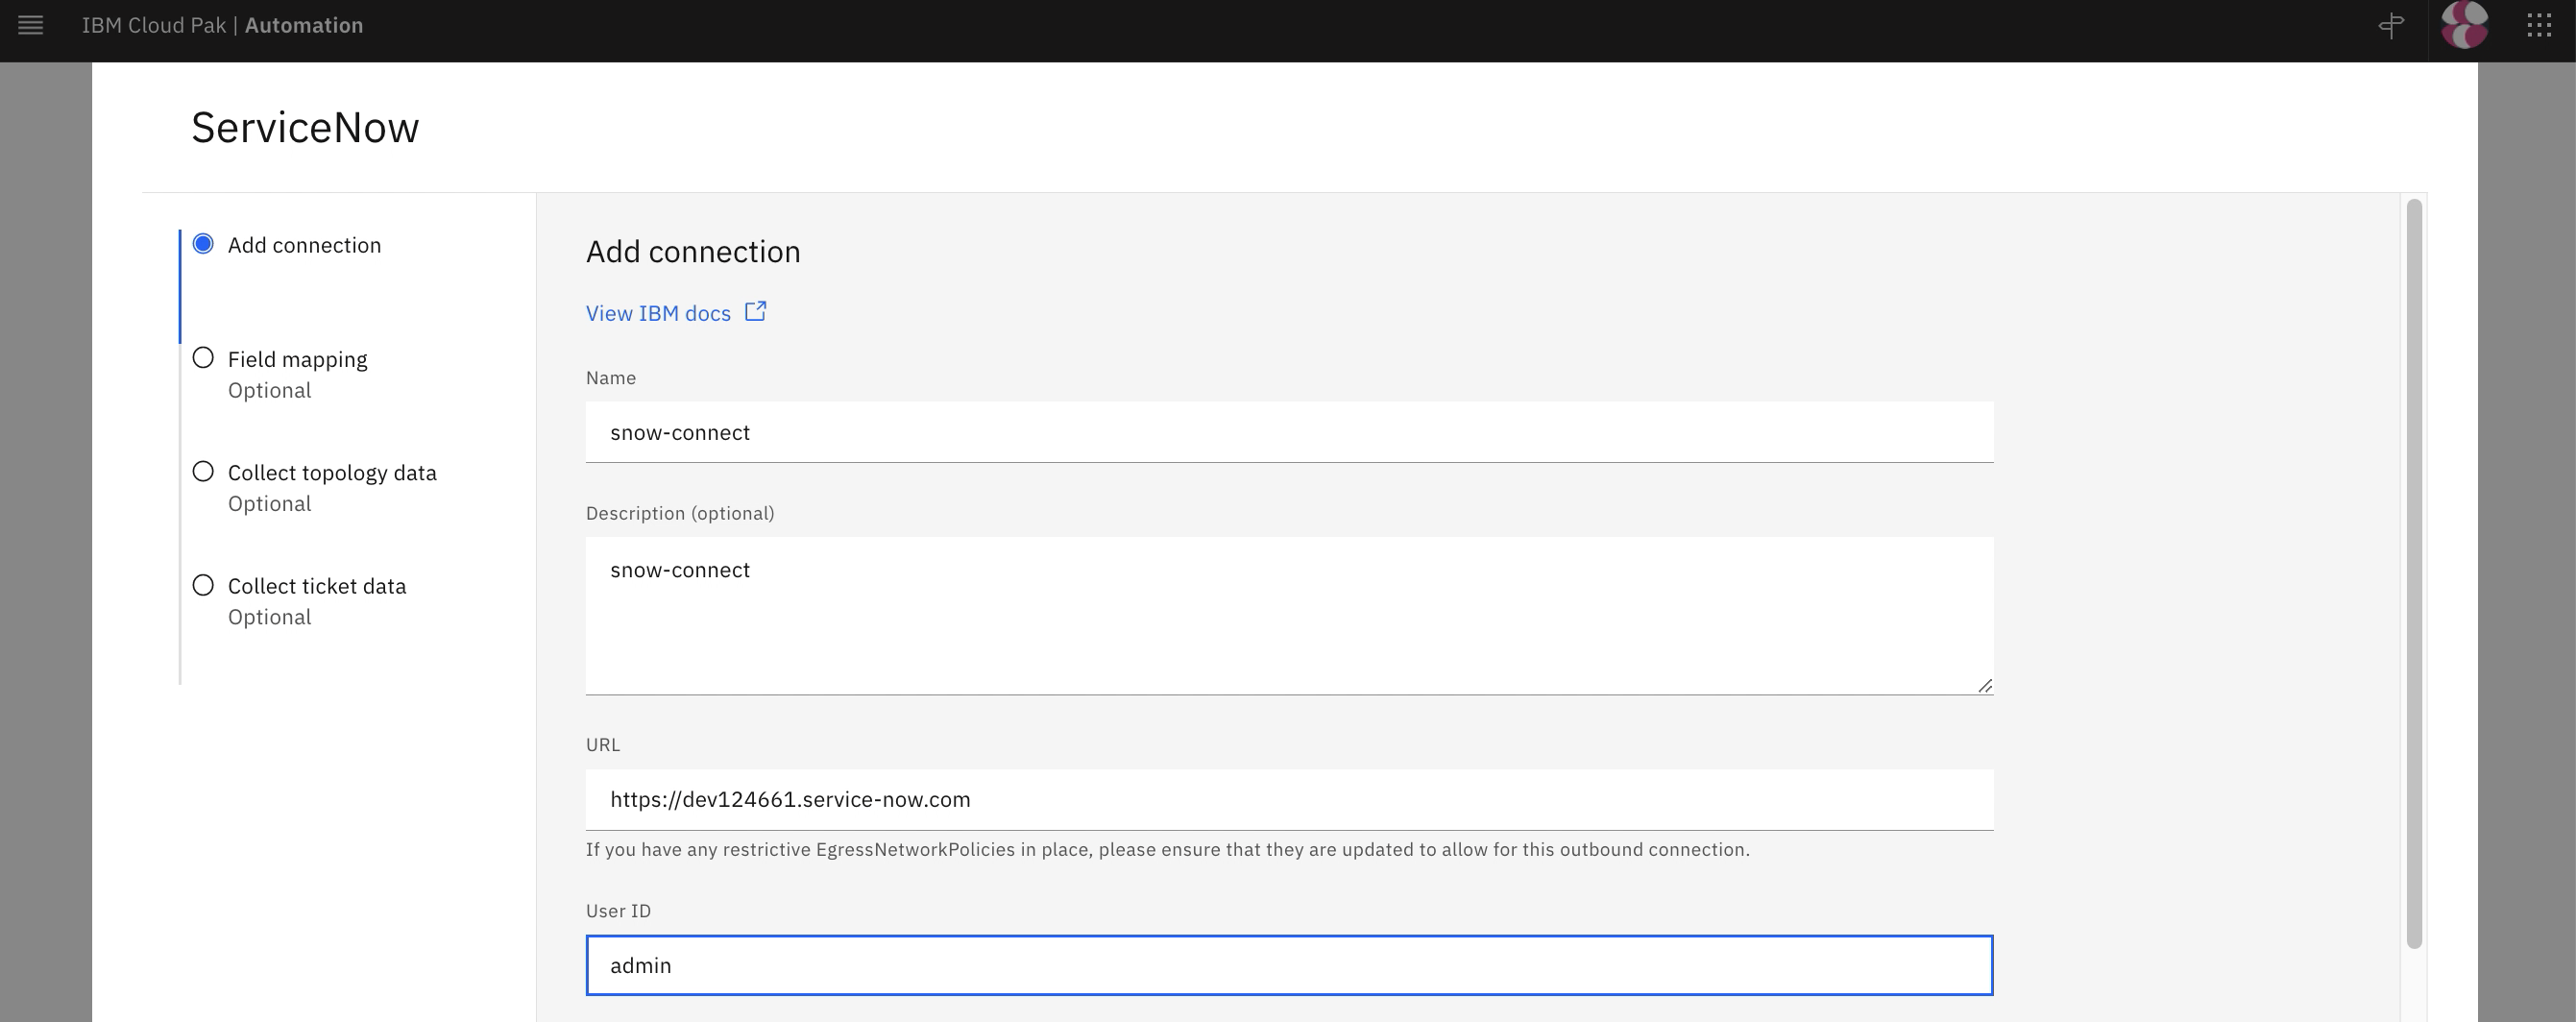 IBM Cloud Pak | Automation
ServiceNow
Add connection
Field mapping
Optional
Collect topology data
Optional
Collect ticket data
Optional
Add connection
View IBM docs
Name
snow-connect
Description (optional)
snow-connect
URL
https://dev124661.service-now.com
If you have any restrictive EgressNetworkPolicies in place, please ensure that they are updated to allow for this outbound connection.
User ID
admin